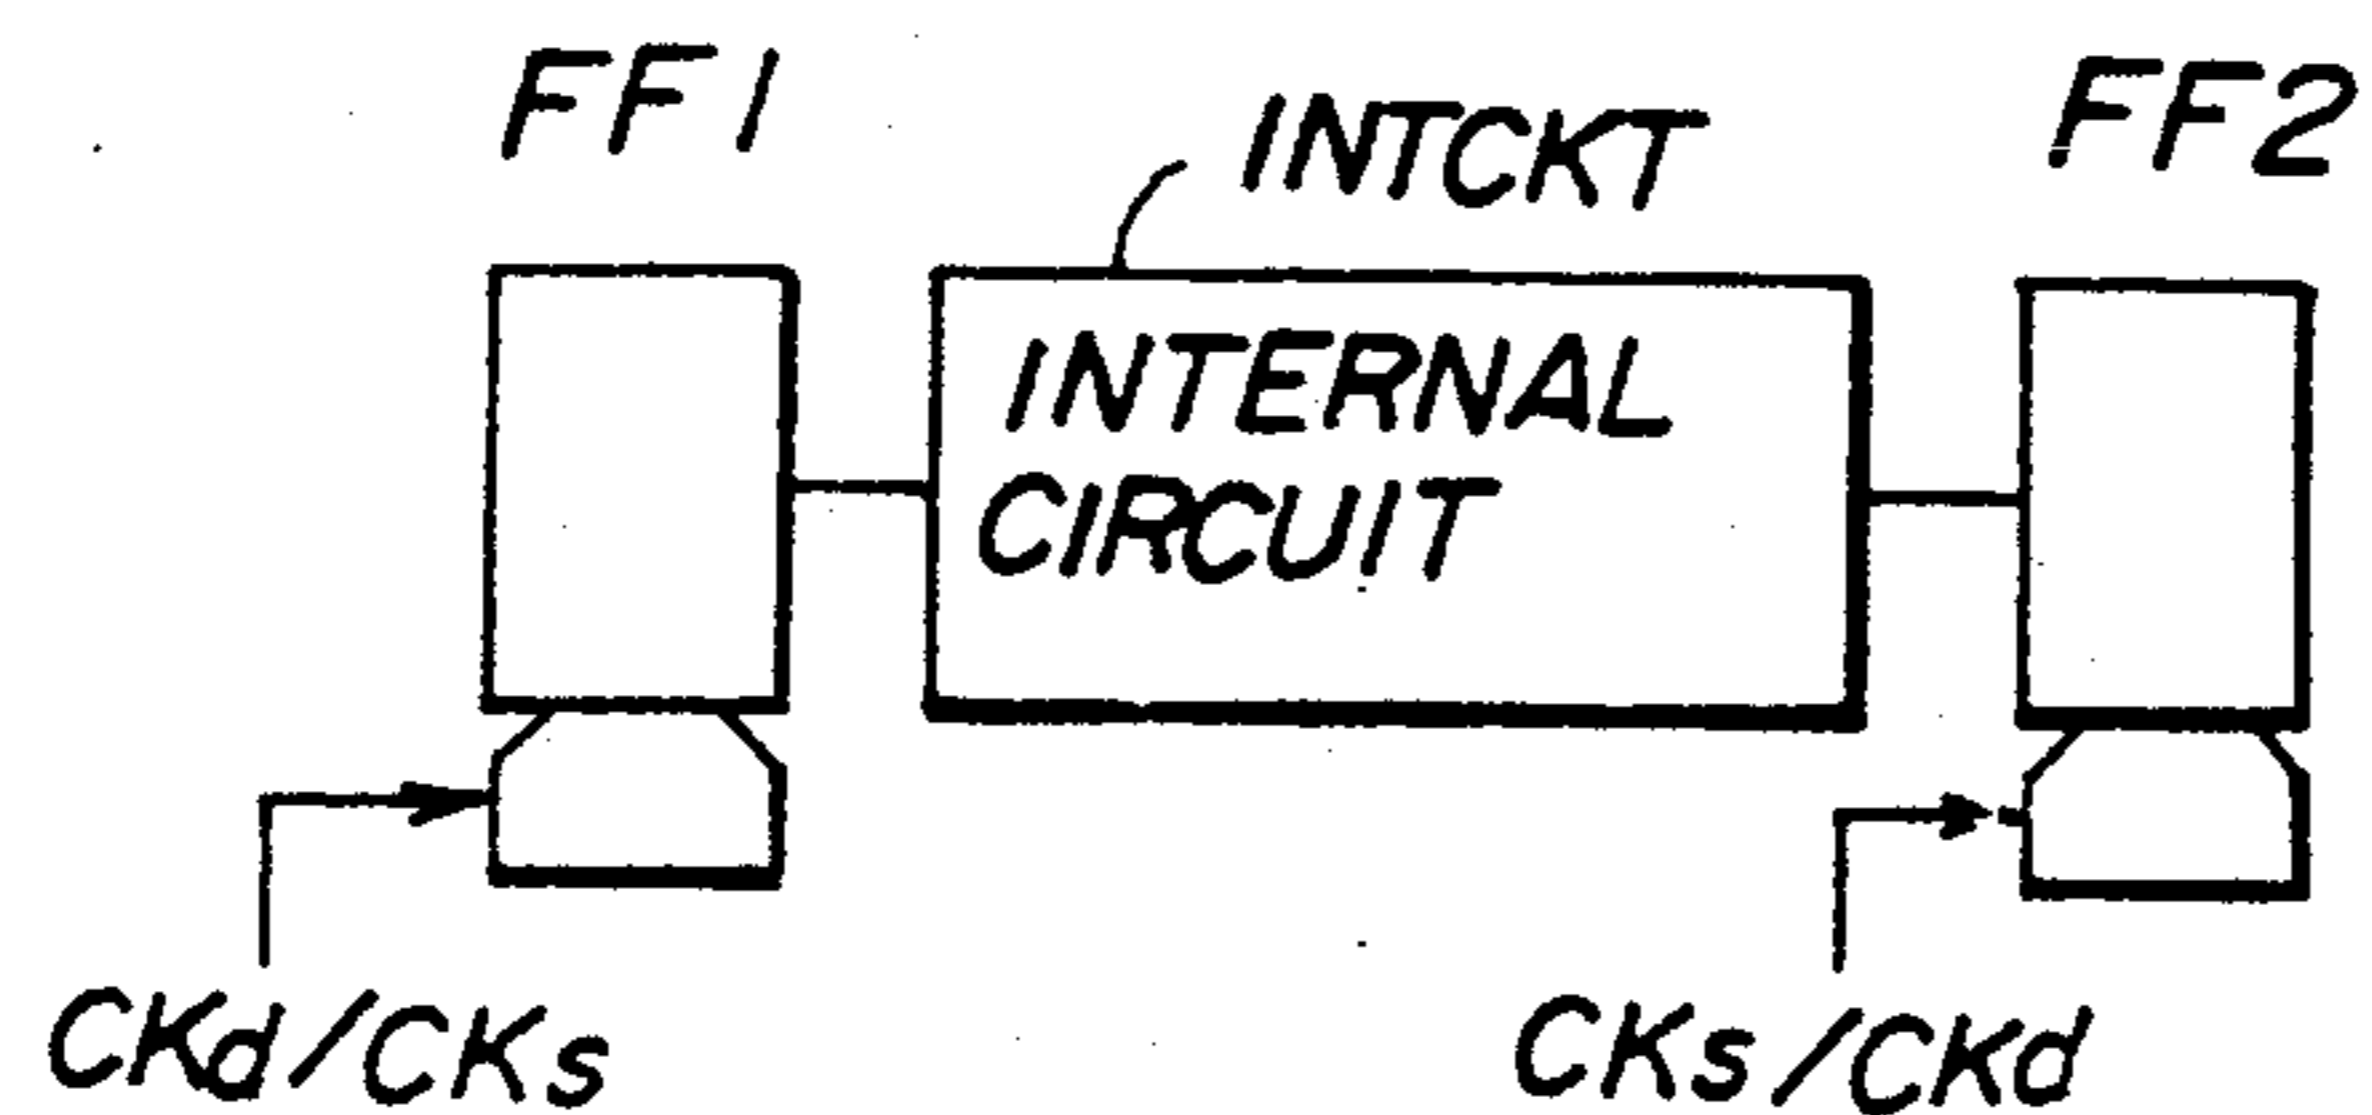 FF1
INTCKT
FF2
INTERNAL
CIRCUIT
CKd/CKs
CKs/CKd